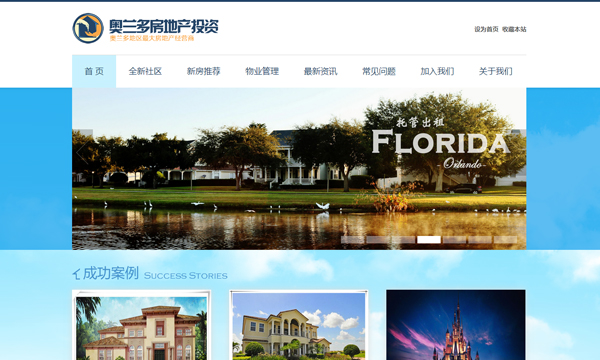 奥兰多房地产投资
奥兰多地区最大房地产经营商
设为首页 收藏本站
首 页 全新社区 新房推荐 物业管理 最新资讯 常见问题 加入我们 关于我们
托管出租
FLORIDA
-Orlando-
成功案例 SUCCESS STORIES